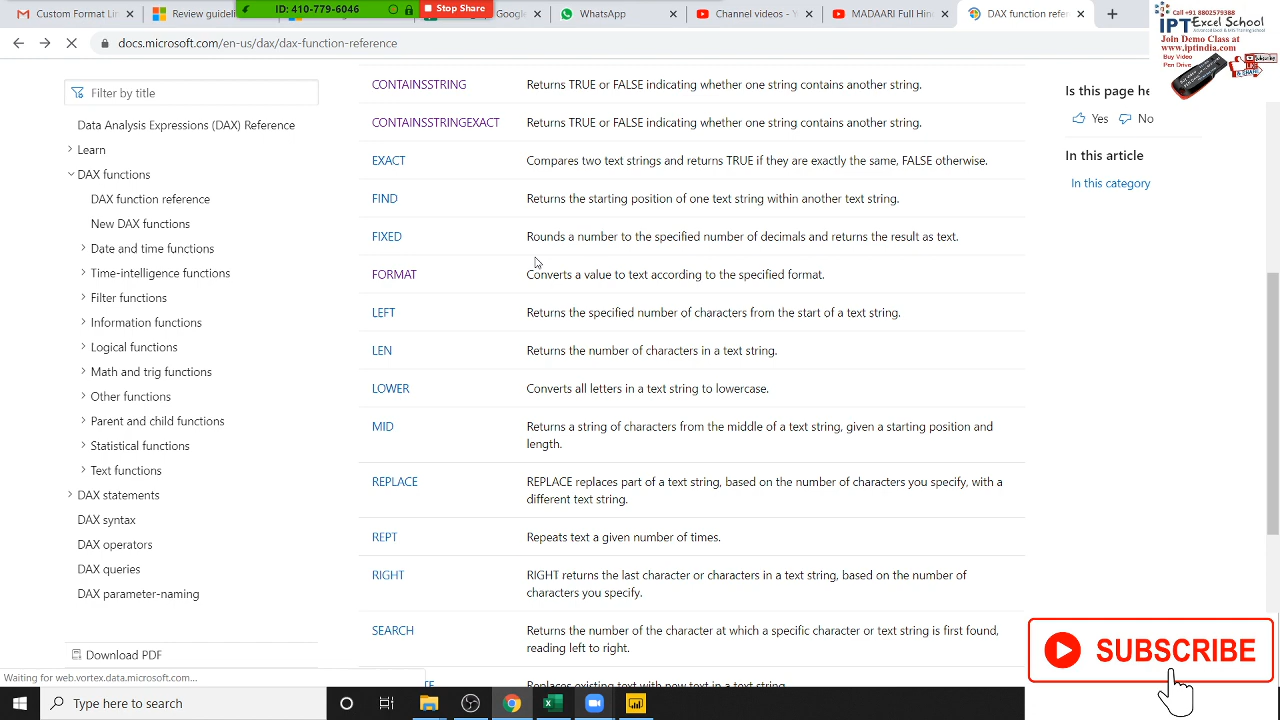 Custom Format Lin
Microsof
ID: 410-779-6046
Stop Share
WhatsApp
Channel videos - Y
DAX function refer
docs.microsoft.com/en-us/dax/dax-function-reference
Call +91 8802579388
IPT Excel School
Join Demo Class at
www.iptindia.com
Buy Video
Pen Drive
Filter by title
Data Analysis Expressions (DAX) Reference
Learn
DAX functions
DAX function reference
New DAX functions
Date and time functions
Time-intelligence functions
Filter functions
Information functions
Logical functions
Math and trig functions
Other functions
Parent and child functions
Statistical functions
Text functions
DAX statements
DAX syntax
DAX operators
DAX queries
DAX parameter-naming
Download PDF
CONTAINSSTRING Returns TRUE or FALSE indicating whether one string contains another string.
CONTAINSSTRINGEXACT Returns TRUE or FALSE indicating whether one string contains another string.
EXACT Compares two text strings and returns TRUE if they are exactly the same, FALSE otherwise.
FIND Returns the starting position of one text string within another text string.
FIXED Rounds a number to the specified number of decimals and returns the result as text.
FORMAT Converts a value to text according to the specified format.
LEFT Returns the specified number of characters from the start of a text string.
LEN Returns the number of characters in a text string.
LOWER Converts all letters in a text string to lowercase.
MID Returns a string of characters from the middle of a text string, given a starting position and
length.
REPLACE REPLACE replaces part of a text string, based on the number of characters you specify, with a
different text string.
REPT Repeats text a given number of times.
RIGHT RIGHT returns the last character or characters in a text string, based on the number of
characters you specify.
SEARCH Returns the number of the character at which a specific character or text string is first found,
reading left to right.
Is this page he
Yes No
In this article
In this category
SUBSCRIBE
Waiting for web.vortex.data.microsoft.com...
Type here to search